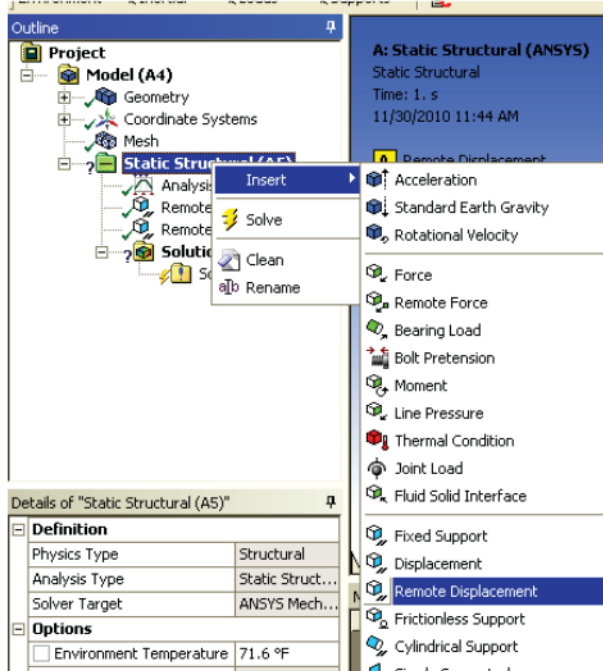 Outline
Project
Model (A4)
Geometry
Coordinate Systems
Mesh
Static Structural (A5)
Analysis
Remote
Remote
Solutio
So
Insert
Solve
Clean
Rename
A: Static Structural (ANSYS)
Static Structural
Time: 1. s
11/30/2010 11:44 AM
A Remote Displacement
Acceleration
Standard Earth Gravity
Rotational Velocity
Force
Remote Force
Bearing Load
Bolt Pretension
Moment
Line Pressure
Thermal Condition
Joint Load
Fluid Solid Interface
Fixed Support
Displacement
Remote Displacement
Frictionless Support
Cylindrical Support
Details of "Static Structural (A5)"
Definition
Physics Type Structural
Analysis Type Static Struct...
Solver Target ANSYS Mech...
Options
Environment Temperature 71.6 °F